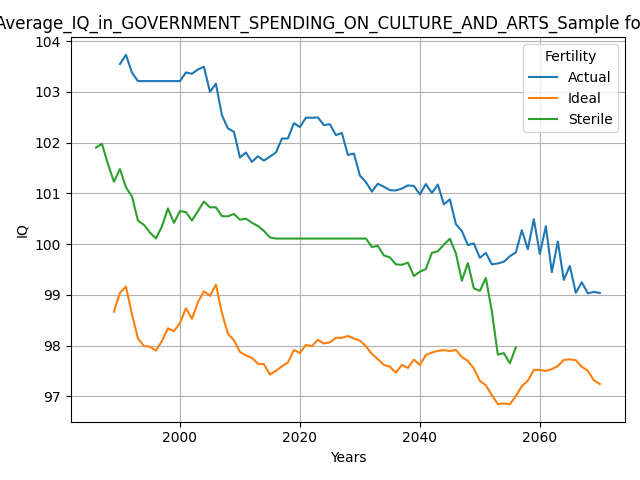 Average_IQ_in_GOVERNMENT_SPENDING_ON_CULTURE_AND_ARTS_Sample fo
104
103
102
101
100
99
98
97
IQ
2000
2020
2040
2060
Years
Fertility
Actual
Ideal
Sterile